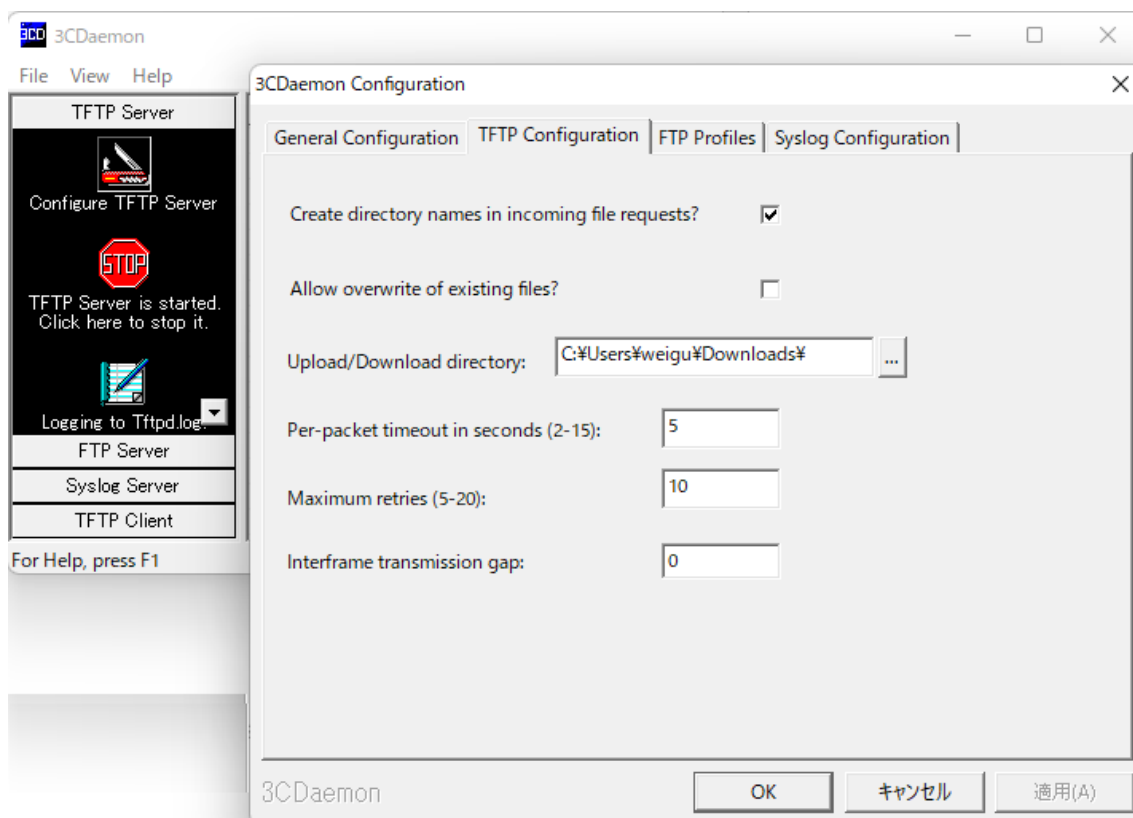 3CD 3CDaemon
File View Help
TFTP Server
Configure TFTP Server
STOP
TFTP Server is started.
Click here to stop it.
Logging to Tftpd.log.
FTP Server
Syslog Server
TFTP Client
For Help, press F1
3CDaemon Configuration
General Configuration TFTP Configuration FTP Profiles Syslog Configuration
Create directory names in incoming file requests?
Allow overwrite of existing files?
Upload/Download directory: C:¥Users¥weigu¥Downloads¥ ...
Per-packet timeout in seconds (2-15): 5
Maximum retries (5-20): 10
Interframe transmission gap: 0
3CDaemon
OK キャンセル 適用(A)